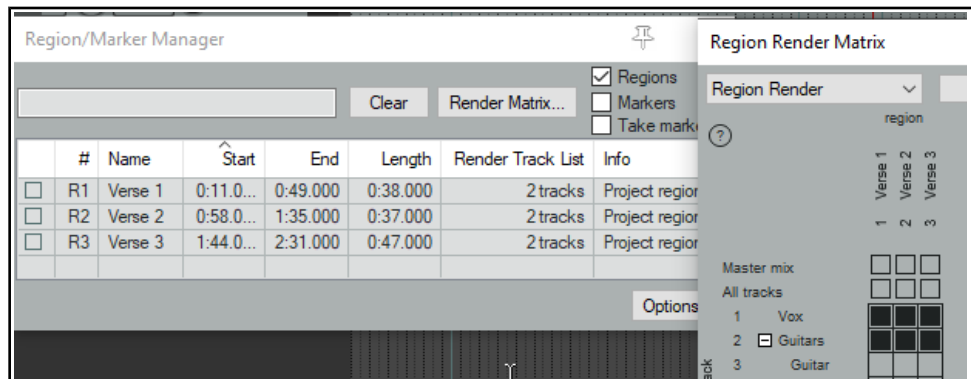 Region/Marker Manager
Clear
Render Matrix...
Regions
Markers
Take mark
# Name Start End Length Render Track List Info
R1 Verse 1 0:11.0... 0:49.000 0:38.000 2 tracks Project region
R2 Verse 2 0:58.0... 1:35.000 0:37.000 2 tracks Project region
R3 Verse 3 1:44.0... 2:31.000 0:47.000 2 tracks Project region
Options
Region Render Matrix
Region Render
?
region
Verse 1
Verse 2
Verse 3
1 2 3
Master mix
All tracks
1 Vox
2 Guitars
3 Guitar